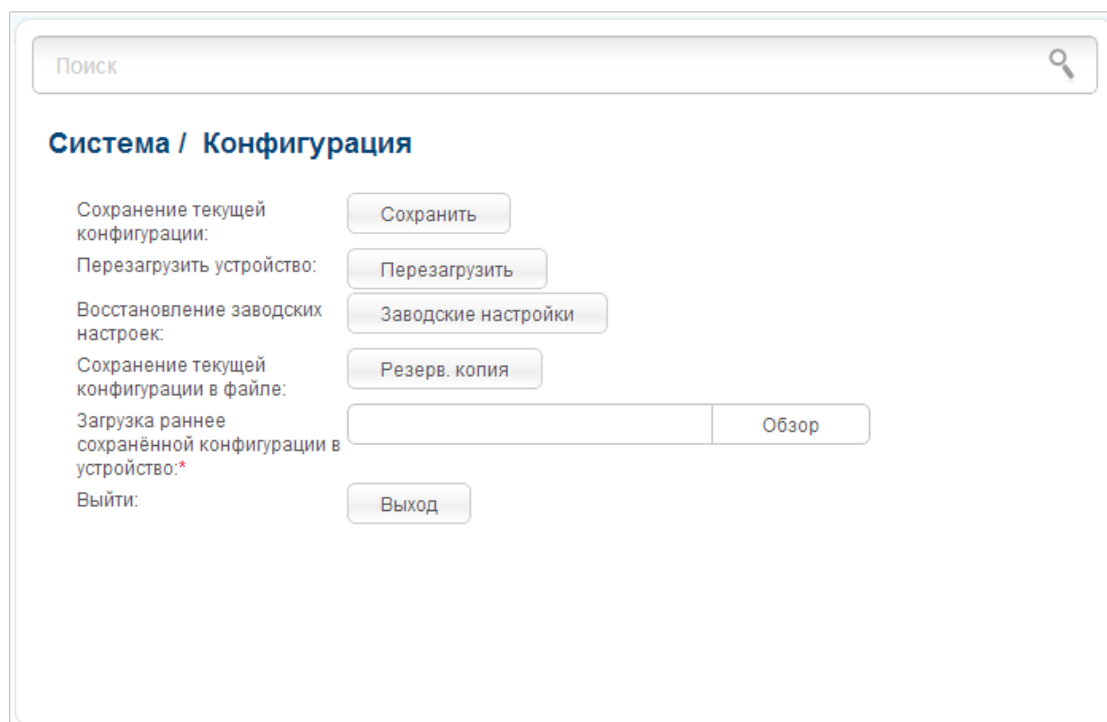 Поиск
Система / Конфигурация
Сохранение текущей
конфигурации:
Сохранить
Перезагрузить устройство:
Перезагрузить
Восстановление заводских
настроек:
Заводские настройки
Сохранение текущей
конфигурации в файле:
Резерв. копия
Загрузка раннее
сохранённой конфигурации в
устройство:*
Обзор
Выйти:
Выход